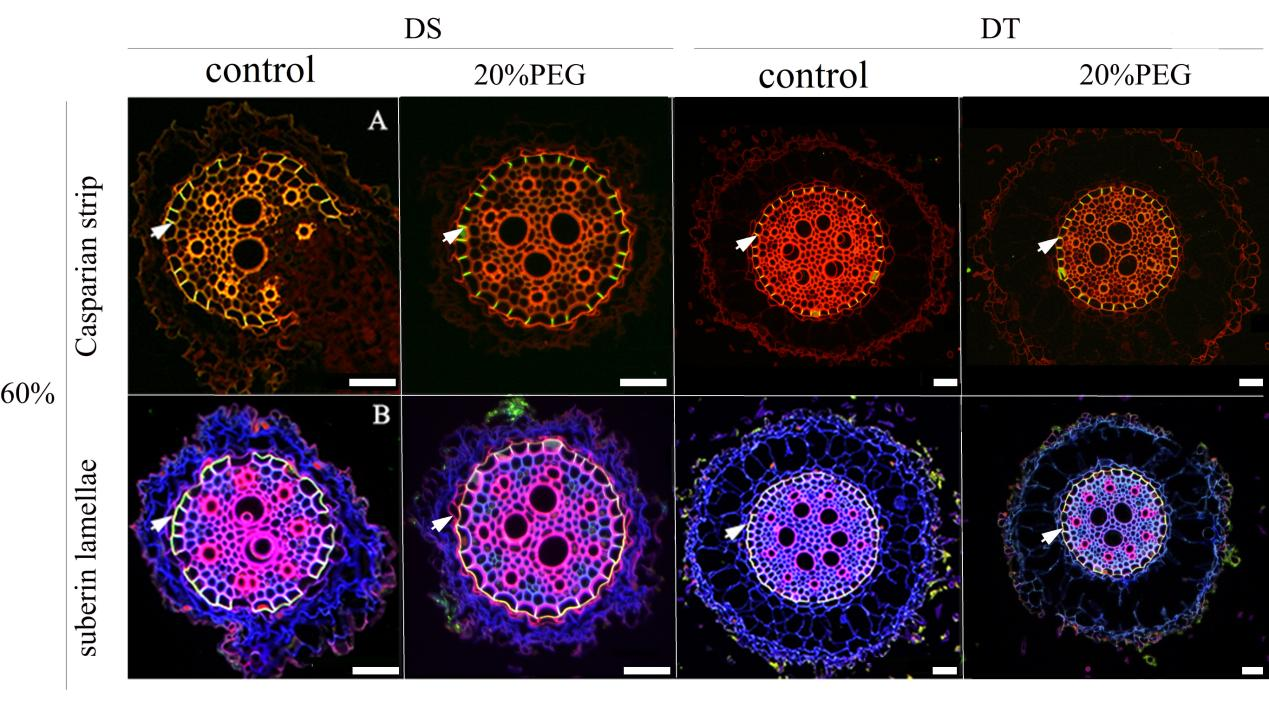 DS DT
control 20%PEG control 20%PEG
A
Casparian strip
60%
B
suberin lamellae